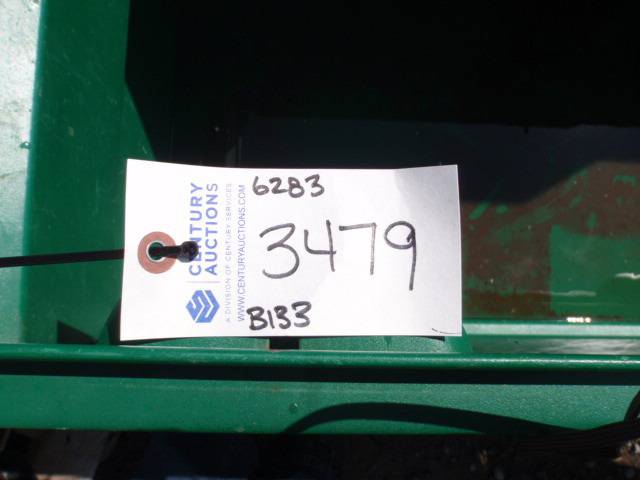 6283
3479
B133
CENTURY
AUCTIONS
A DIVISION OF CENTURY SERVICES
WWW.CENTURYAUCTIONS.COM